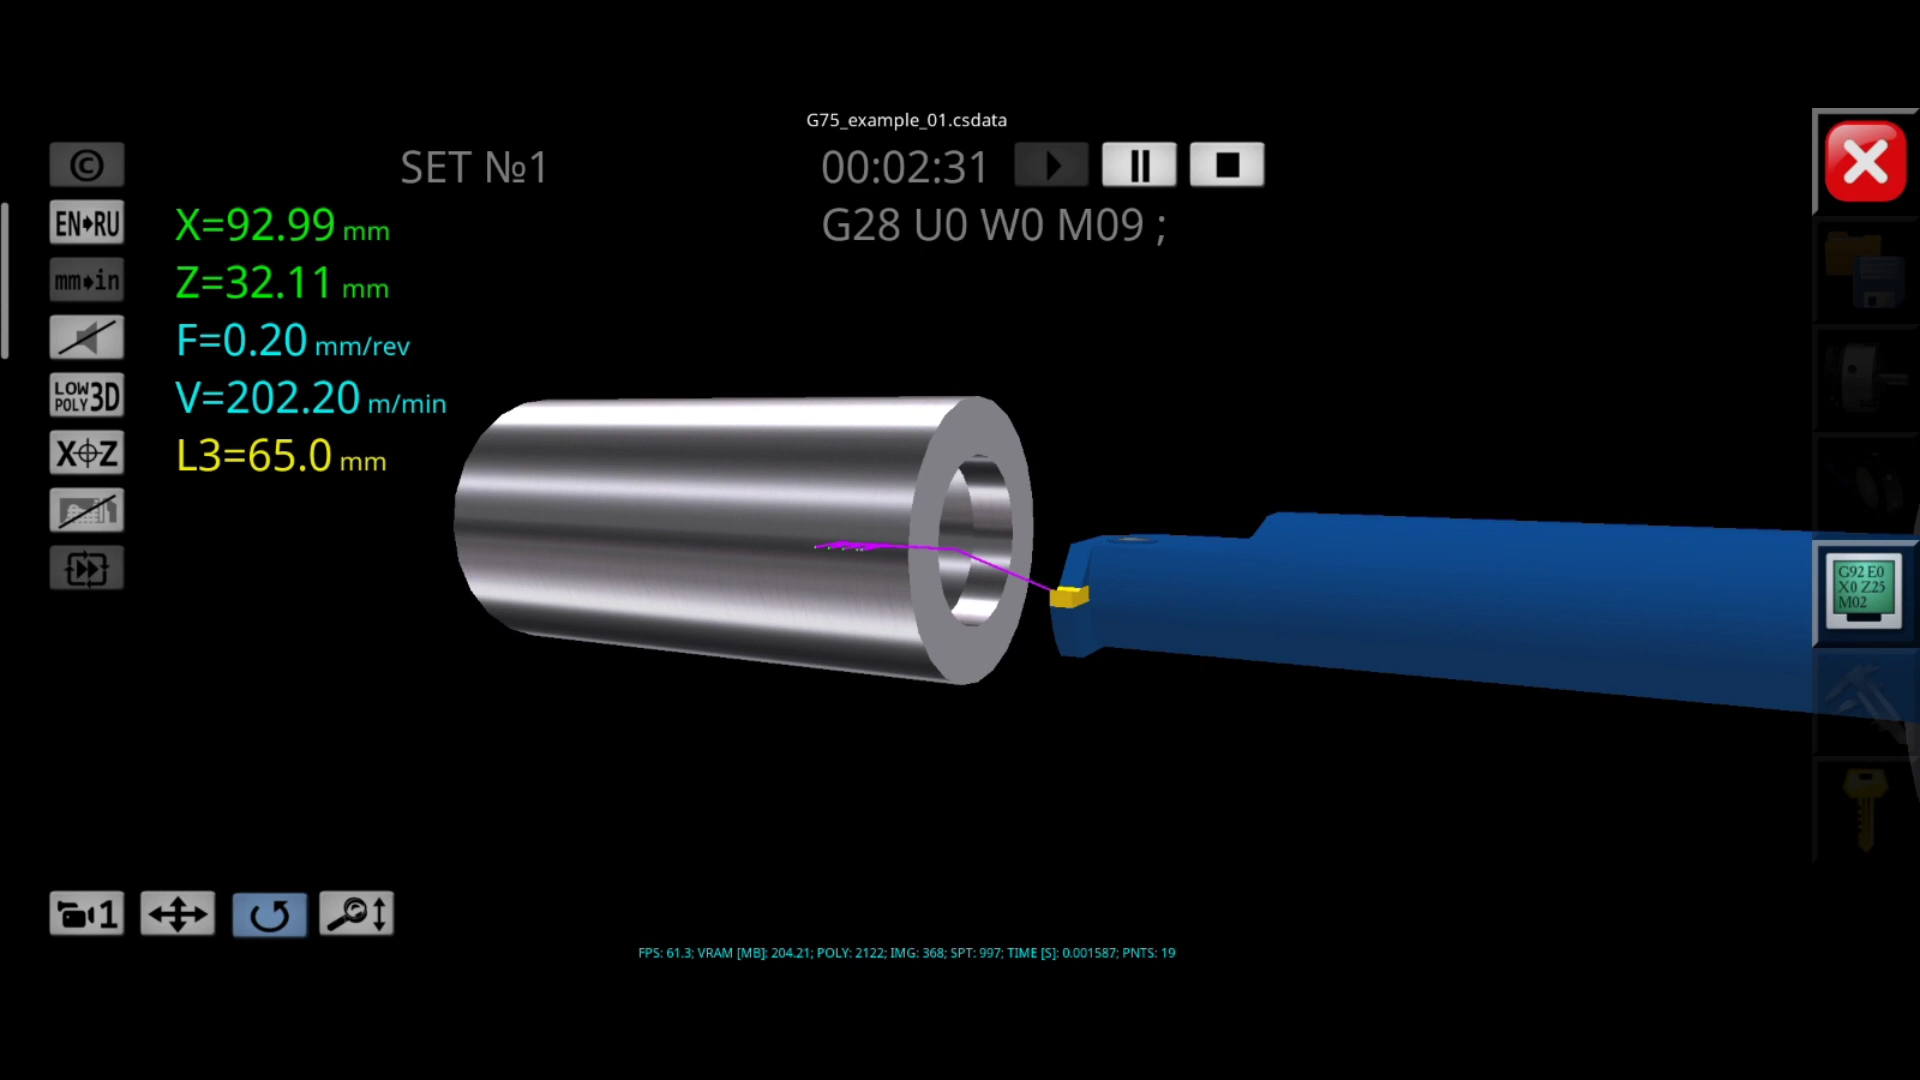 G75_example_01.csdata
©
SET №1
00:02:31
EN RU
X=92.99 mm
G28 U0 W0 M09 ;
mm in
Z=32.11 mm
F=0.20 mm/rev
LOW POLY 3D
V=202.20 m/min
X Z
L3=65.0 mm
G92 E0
X0 Z25
M02
1
FPS: 61.3; VRAM [MB]: 204.21; POLY: 2122; IMG: 368; SPT: 997; TIME [S]: 0.001587; PNTS: 19